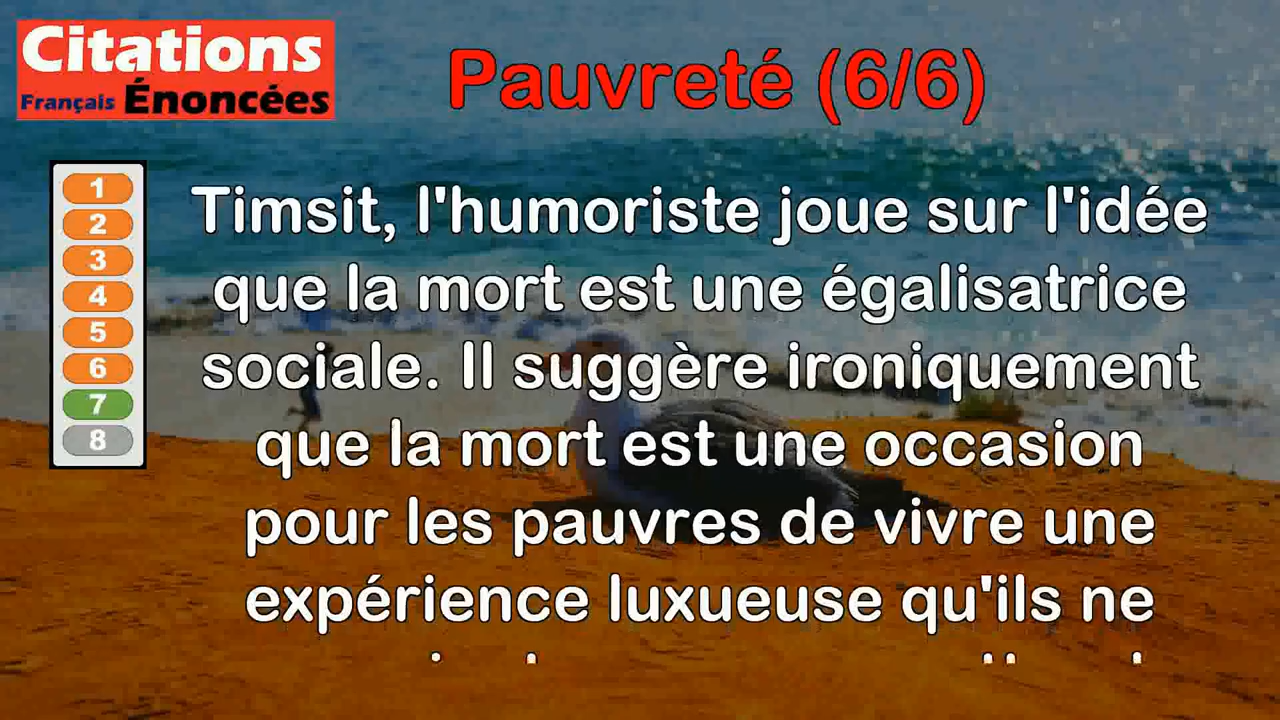 Citations
Français Énoncées
Pauvreté (6/6)
1
2
3
4
5
6
7
8
Timsit, l'humoriste joue sur l'idée
que la mort est une égalisatrice
sociale. Il suggère ironiquement
que la mort est une occasion
pour les pauvres de vivre une
expérience luxueuse qu'ils ne